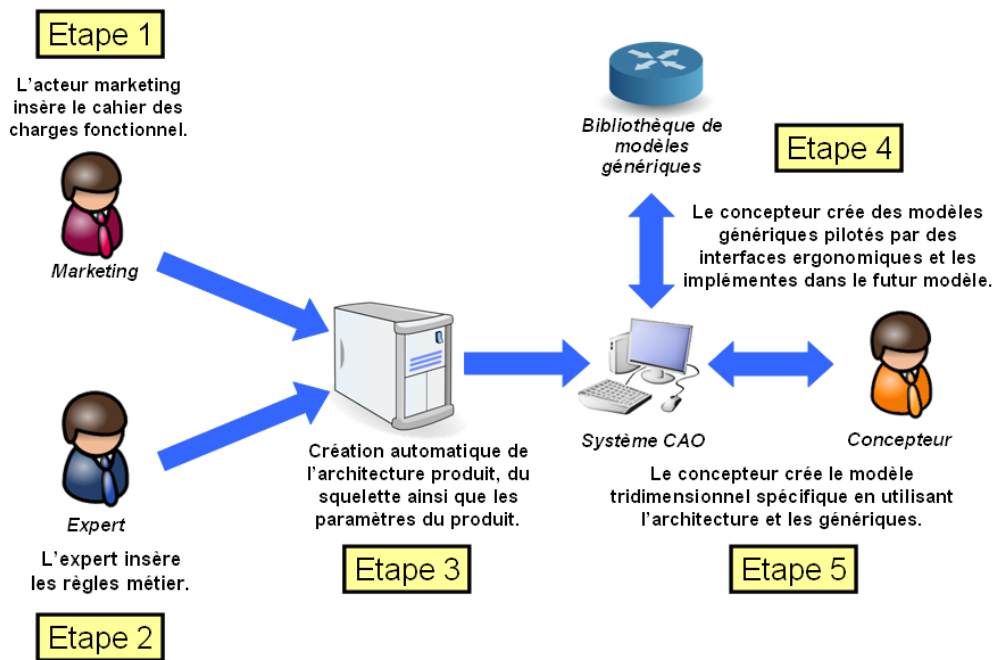 Etape 1
L'acteur marketing
insère le cahier des
charges fonctionnel.
Marketing
Expert
L'expert insère
les règles métier.
Etape 2
Création automatique de
l'architecture produit, du
squelette ainsi que les
paramètres du produit.
Etape 3
Bibliothèque de
modèles
génériques
Etape 4
Le concepteur crée des modèles
génériques pilotés par des
interfaces ergonomiques et les
implémentes dans le futur modèle.
Système CAO
Concepteur
Le concepteur crée le modèle
tridimensionnel spécifique en utilisant
l'architecture et les génériques.
Etape 5